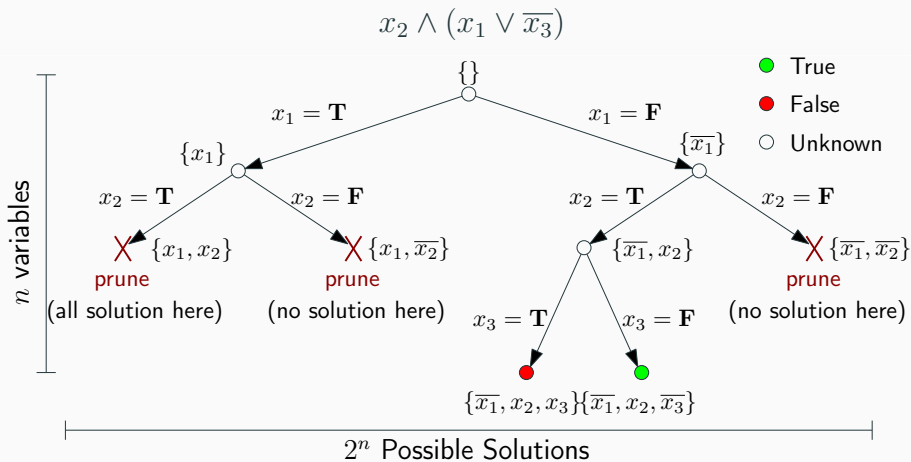 x₂ ∧ (x₁ ∨ x̅₃)
{}
True
False
Unknown
x₁ = T
x₁ = F
{x₁}
{x̅₁}
x₂ = T
x₂ = F
x₂ = T
x₂ = F
{x₁, x₂}
{x₁, x̅₂}
{x̅₁, x₂}
{x̅₁, x̅₂}
prune
prune
prune
(all solution here)
(no solution here)
(no solution here)
n variables
x₃ = T
x₃ = F
{x̅₁, x₂, x₃}
{x̅₁, x₂, x̅₃}
2ⁿ Possible Solutions